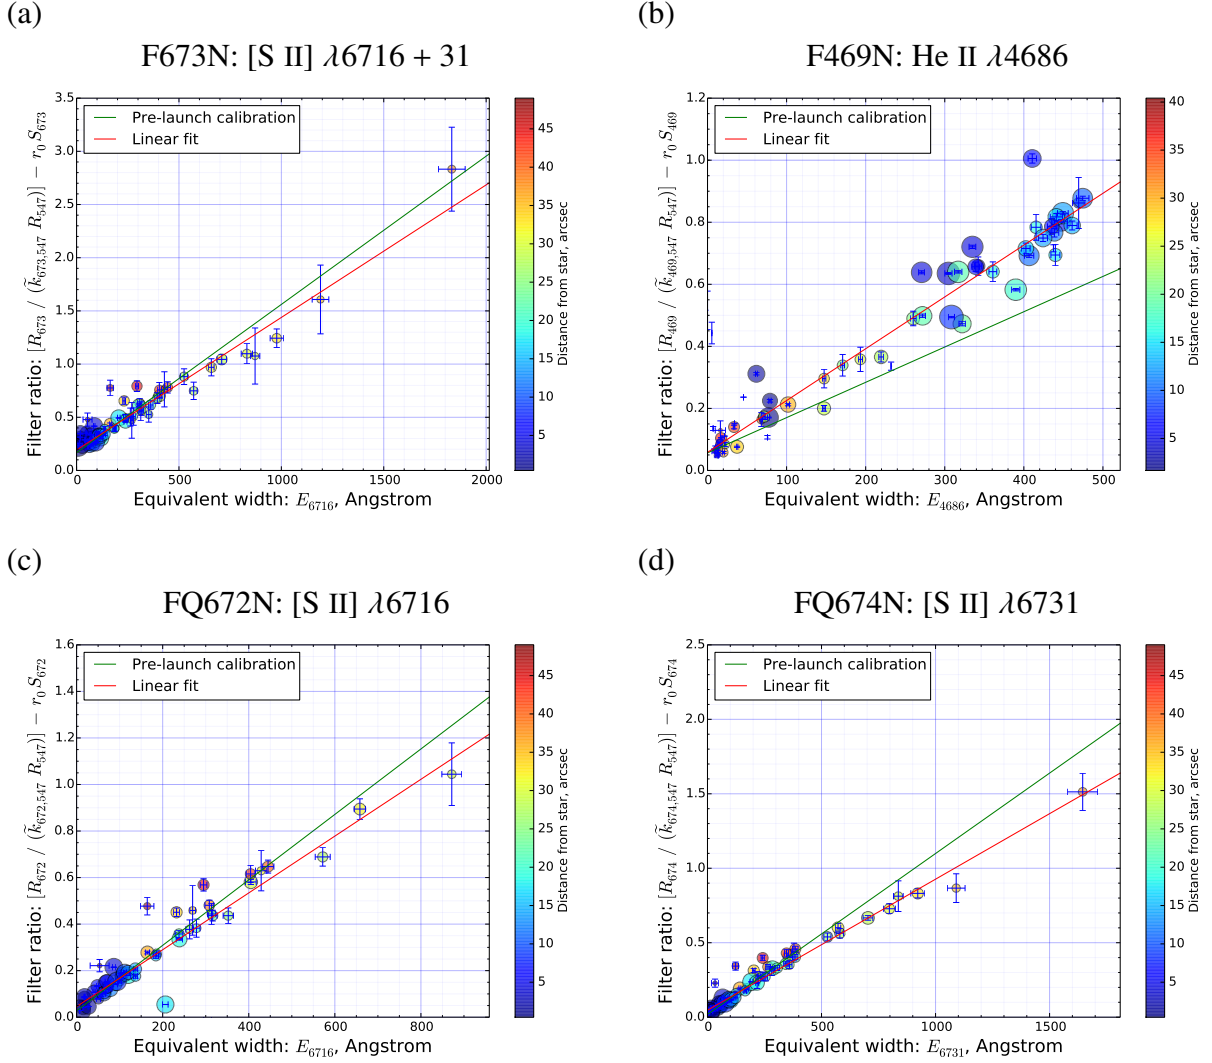 (a)
F673N: [S II] λ6716 + 31
Filter ratio: [R673 / (k̃673,547 R547)] − r0 S673
3.5
3.0
2.5
2.0
1.5
1.0
0.5
0.0
Pre-launch calibration
Linear fit
0 500 1000 1500 2000
Equivalent width: E6716, Angstrom
45
40
35
30
25
20
15
10
5
Distance from star, arcsec
(b)
F469N: He II λ4686
Filter ratio: [R469 / (k̃469,547 R547)] − r0 S469
1.2
1.0
0.8
0.6
0.4
0.2
0.0
Pre-launch calibration
Linear fit
0 100 200 300 400 500
Equivalent width: E4686, Angstrom
40
35
30
25
20
15
10
5
Distance from star, arcsec
(c)
FQ672N: [S II] λ6716
Filter ratio: [R672 / (k̃672,547 R547)] − r0 S672
1.6
1.4
1.2
1.0
0.8
0.6
0.4
0.2
0.0
Pre-launch calibration
Linear fit
0 200 400 600 800
Equivalent width: E6716, Angstrom
45
40
35
30
25
20
15
10
5
Distance from star, arcsec
(d)
FQ674N: [S II] λ6731
Filter ratio: [R674 / (k̃674,547 R547)] − r0 S674
2.5
2.0
1.5
1.0
0.5
0.0
Pre-launch calibration
Linear fit
0 500 1000 1500
Equivalent width: E6731, Angstrom
45
40
35
30
25
20
15
10
5
Distance from star, arcsec